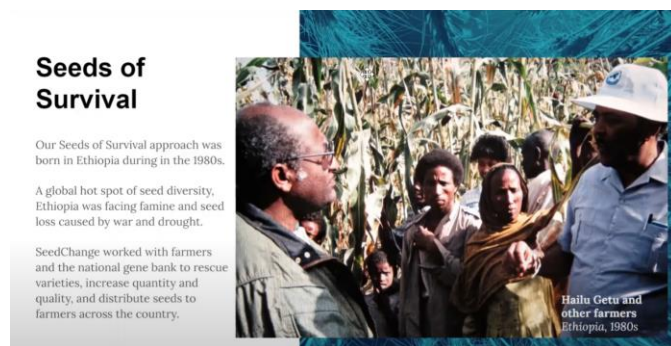 Seeds of
Survival
Our Seeds of Survival approach was
born in Ethiopia during in the 1980s.
A global hot spot of seed diversity,
Ethiopia was facing famine and seed
loss caused by war and drought.
SeedChange worked with farmers
and the national gene bank to rescue
varieties, increase quantity and
quality, and distribute seeds to
farmers across the country.
Hailu Getu and
other farmers
Ethiopia, 1980s